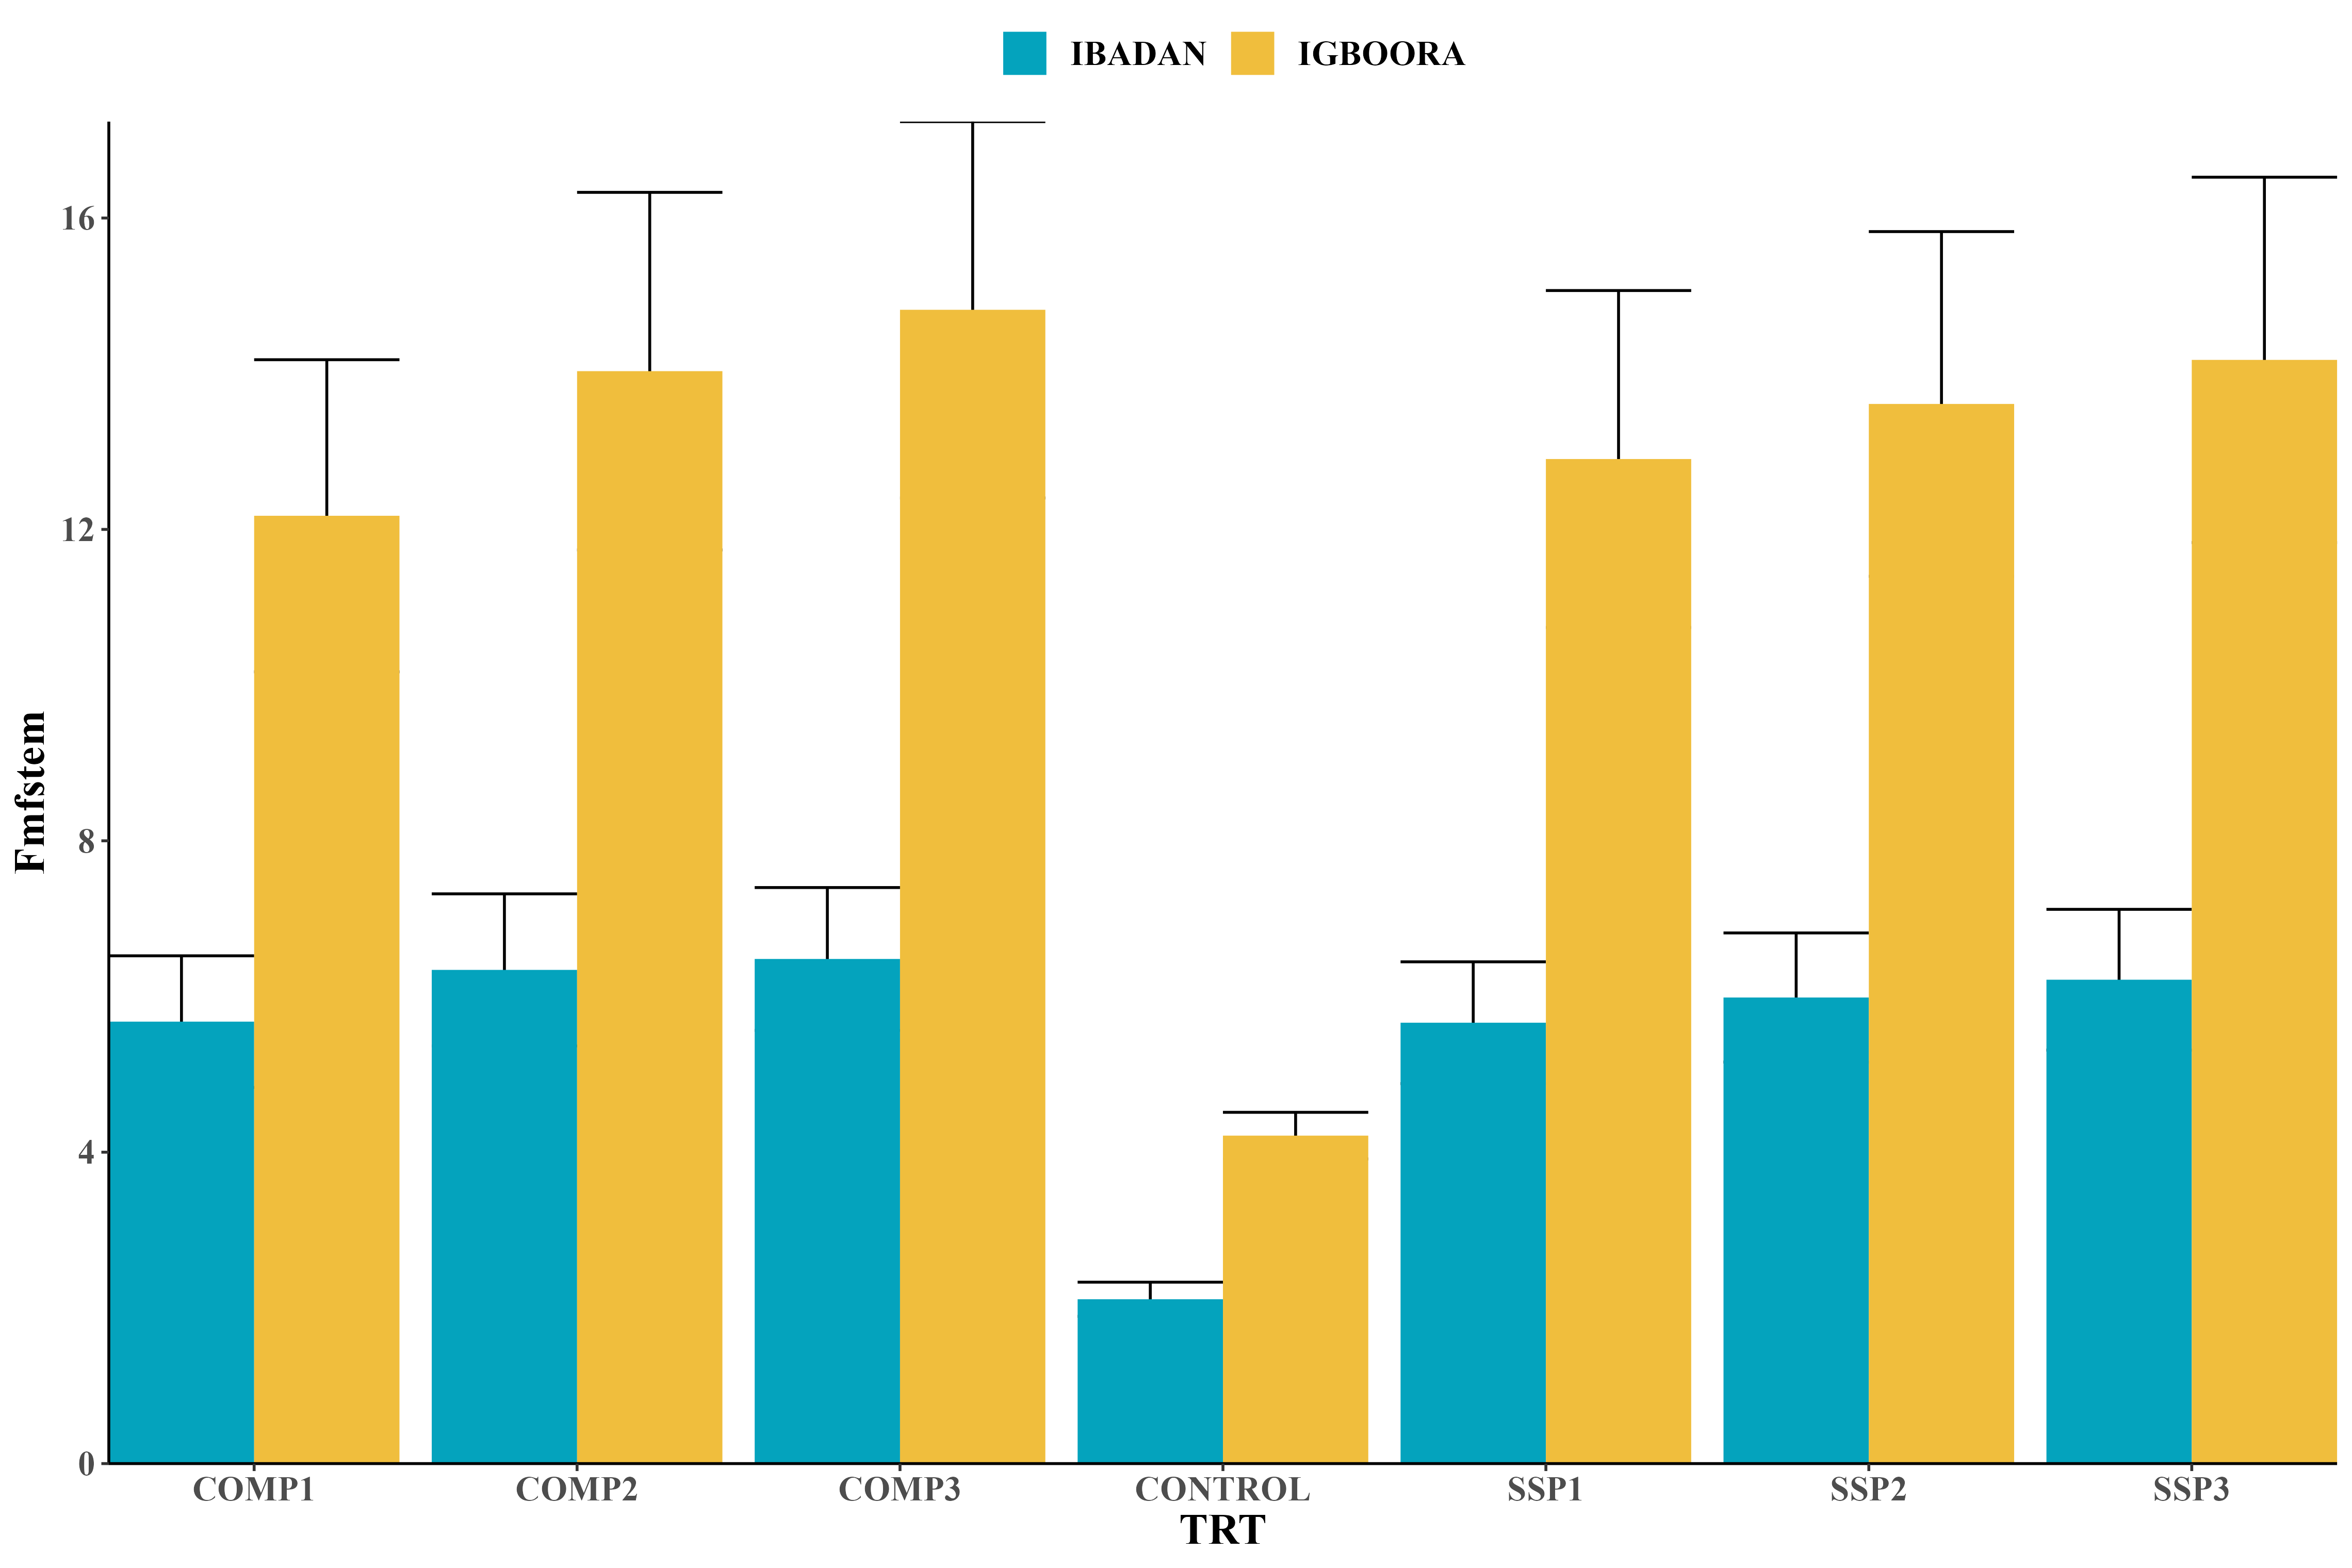 IBADAN IGBOORA
16
12
8
4
0
Fmfstem
COMP1 COMP2 COMP3 CONTROL SSP1 SSP2 SSP3
TRT